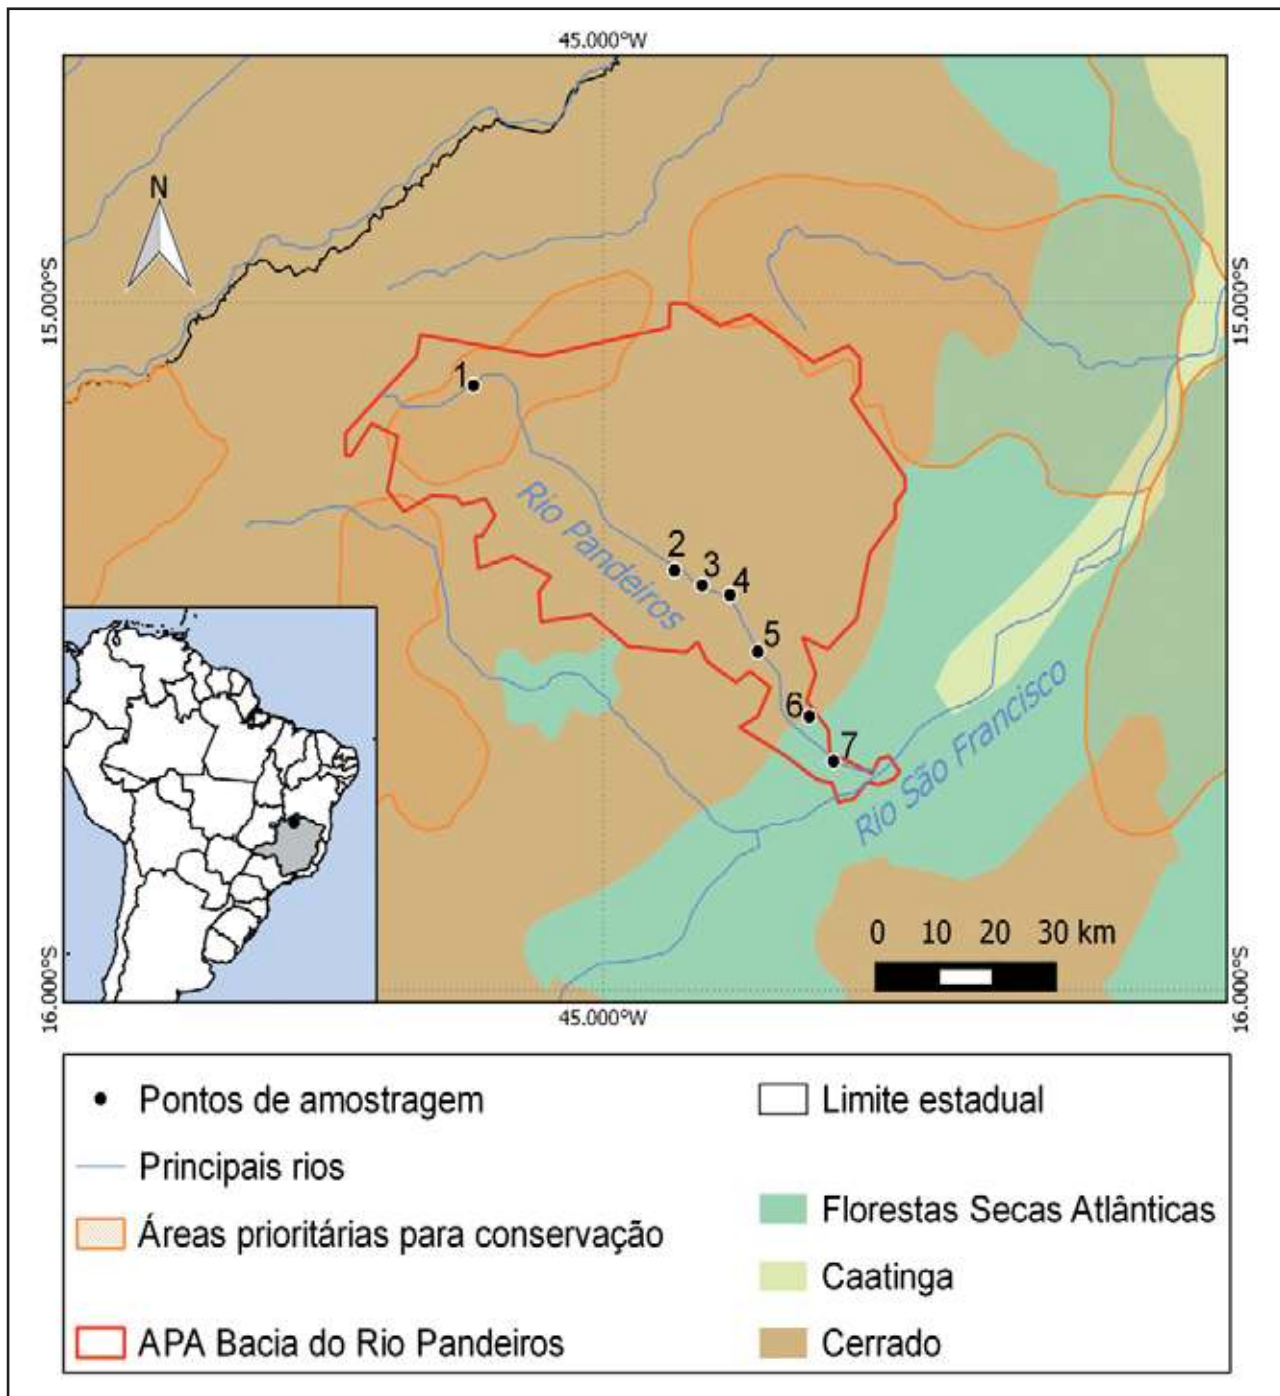 45.000°W
N
15.000°S
15.000°S
1
Rio Pandeiros
2
3
4
5
6
7
Rio São Francisco
0 10 20 30 km
16.000°S
16.000°S
45.000°W
Pontos de amostragem
Principais rios
Áreas prioritárias para conservação
APA Bacia do Rio Pandeiros
Limite estadual
Florestas Secas Atlânticas
Caatinga
Cerrado